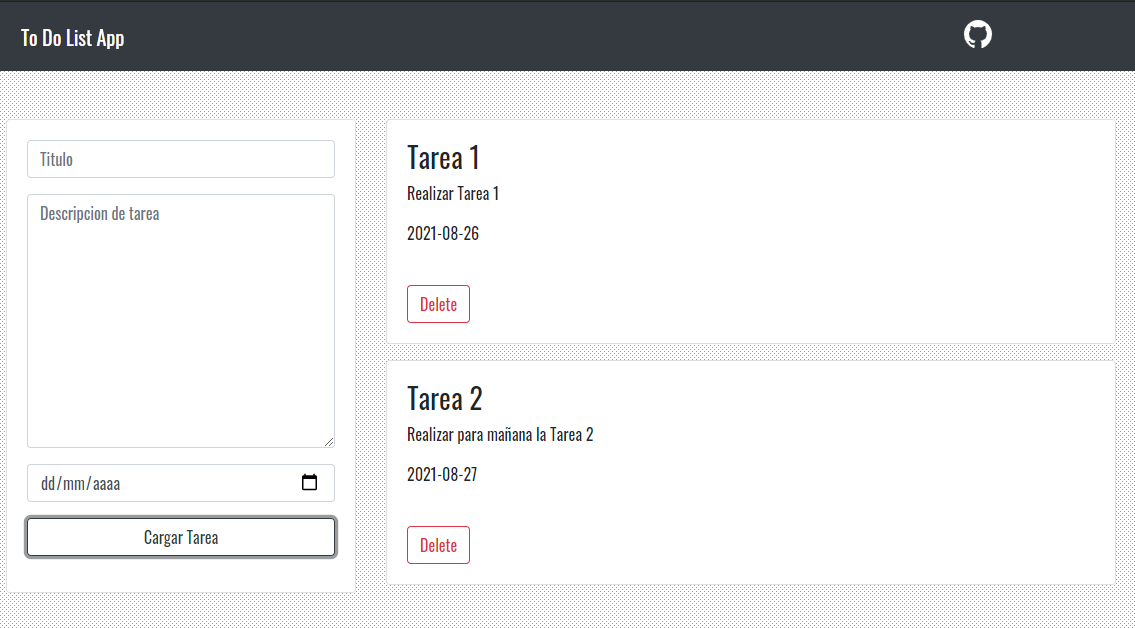 To Do List App
Titulo
Descripcion de tarea
dd/mm/aaaa
Cargar Tarea
Tarea 1
Realizar Tarea 1
2021-08-26
Delete
Tarea 2
Realizar para mañana la Tarea 2
2021-08-27
Delete